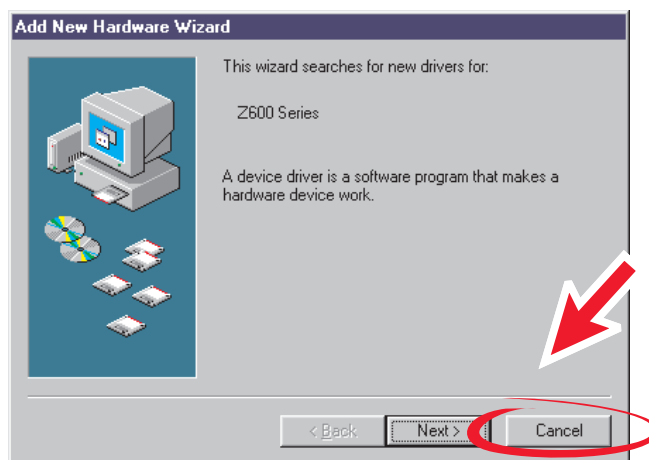 Add New Hardware Wizard
This wizard searches for new drivers for:
Z600 Series
A device driver is a software program that makes a
hardware device work.
< Back
Next >
Cancel